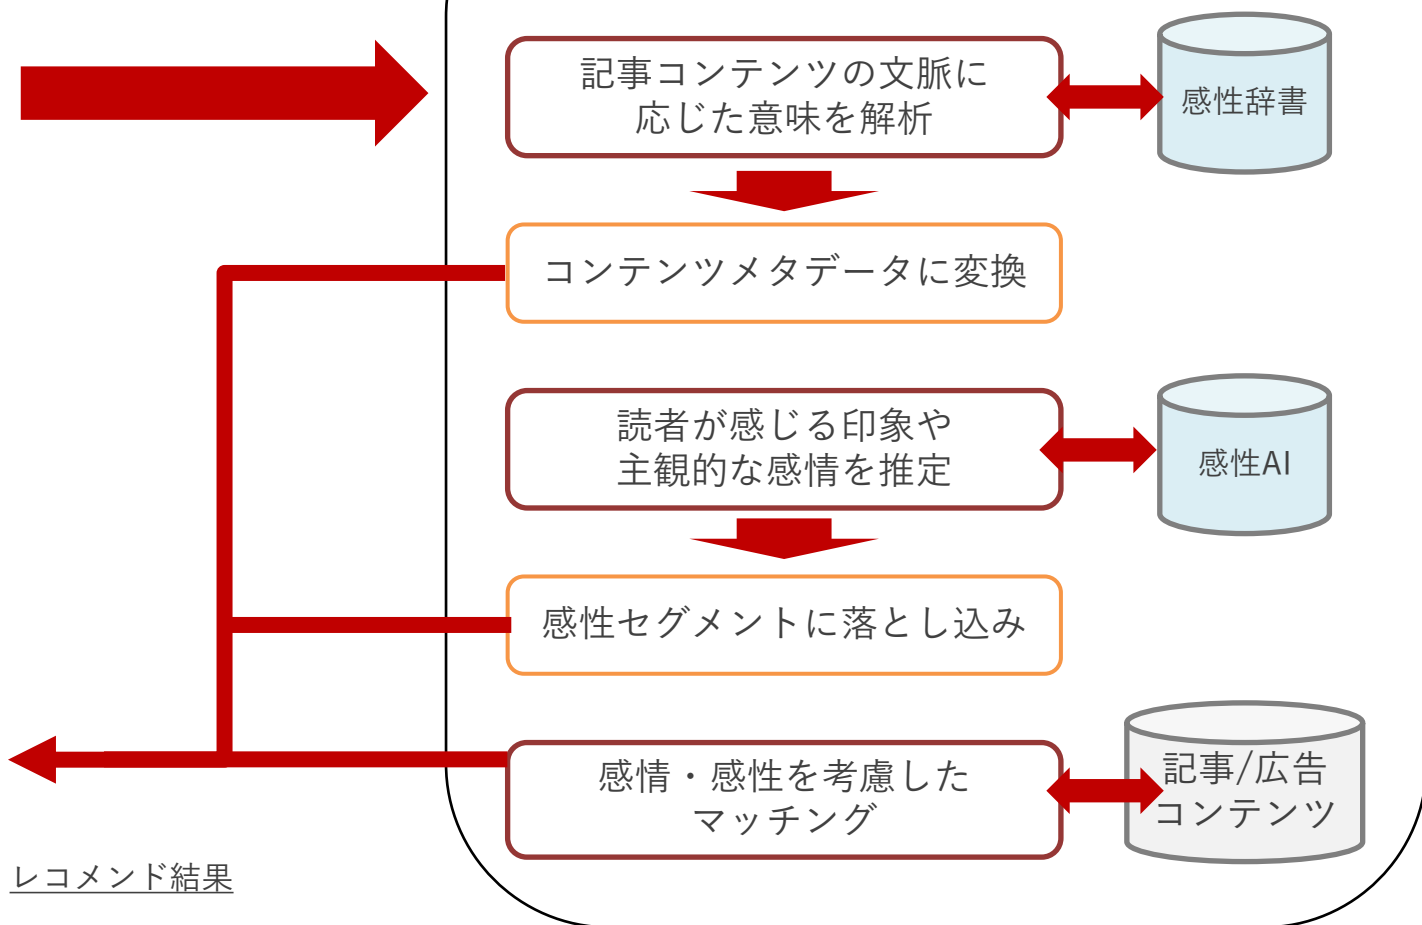 記事コンテンツの文脈に
応じた意味を解析
感性辞書
コンテンツメタデータに変換
読者が感じる印象や
主観的な感情を推定
感性AI
感性セグメントに落とし込み
感情・感性を考慮した
マッチング
記事/広告
コンテンツ
レコメンド結果